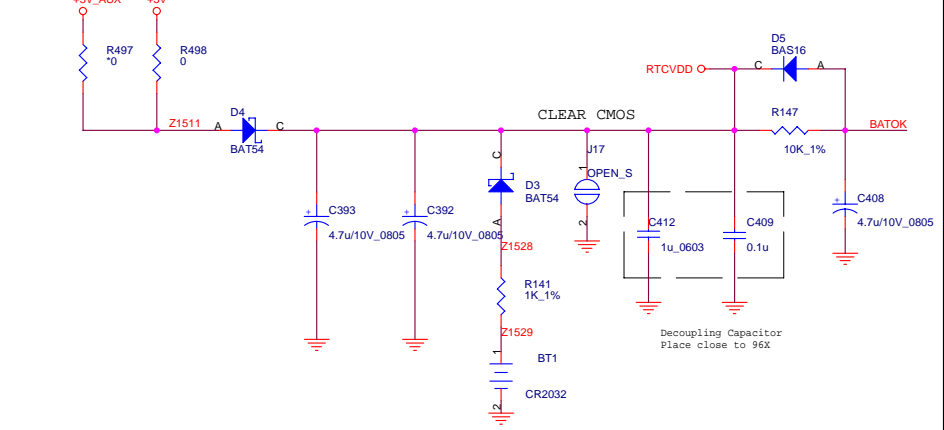 +3V_AUX
+3V
R497
*0
R498
0
Z1511
A
D4
C
BAT54
CLEAR CMOS
RTCVDD
D5
BAS16
C
A
R147
10K_1%
BATOK
C393
4.7u/10V_0805
C392
4.7u/10V_0805
C
D3
BAT54
A
Z1528
J17
1
OPEN_S
2
C412
1u_0603
C409
0.1u
C408
4.7u/10V_0805
R141
1K_1%
Z1529
1
BT1
CR2032
2
Decoupling Capacitor
Place close to 96X